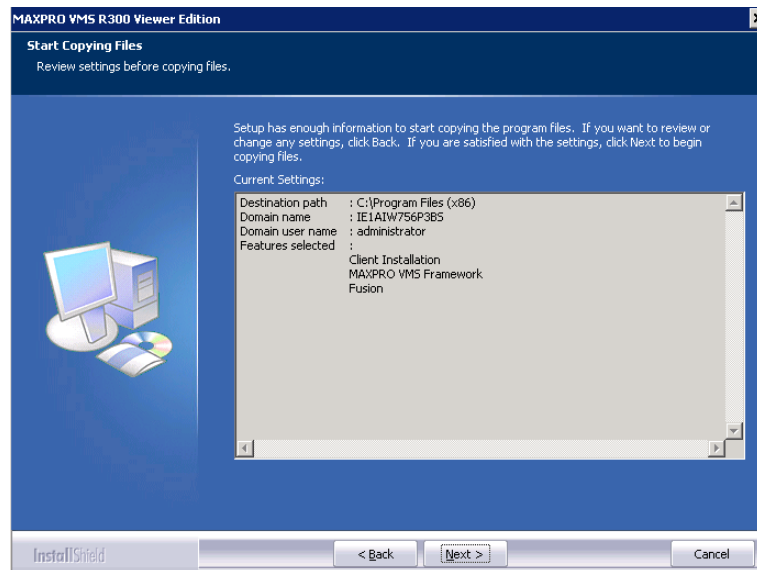 MAXPRO VMS R300 Viewer Edition
Start Copying Files
Review settings before copying files.
Setup has enough information to start copying the program files. If you want to review or
change any settings, click Back. If you are satisfied with the settings, click Next to begin
copying files.
Current Settings:
Destination path : C:\Program Files (x86)
Domain name : IE1AIW756P3BS
Domain user name : administrator
Features selected :
Client Installation
MAXPRO VMS Framework
Fusion
InstallShield
< Back Next > Cancel